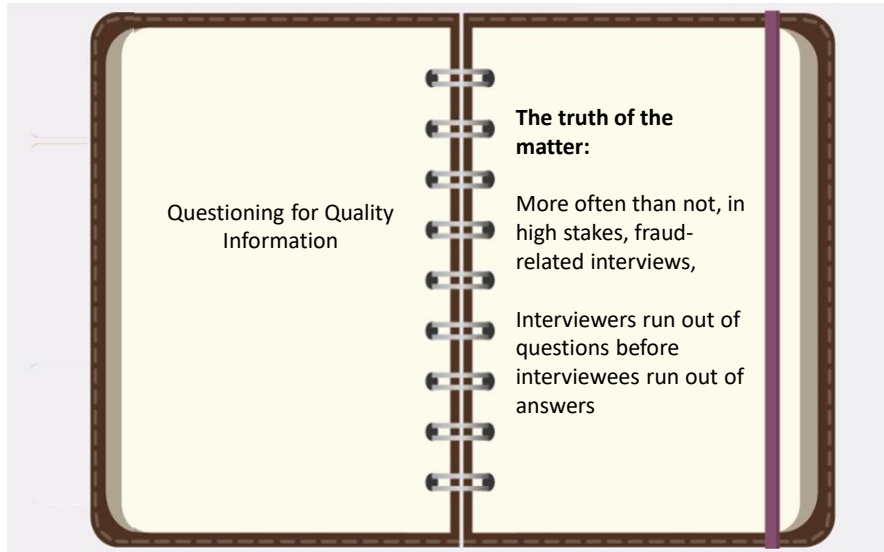 Questioning for Quality
Information
The truth of the
matter:
More often than not, in
high stakes, fraud-
related interviews,
Interviewers run out of
questions before
interviewees run out of
answers